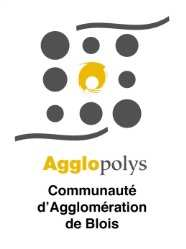 Agglopolys
Communauté
d'Agglomération
de Blois